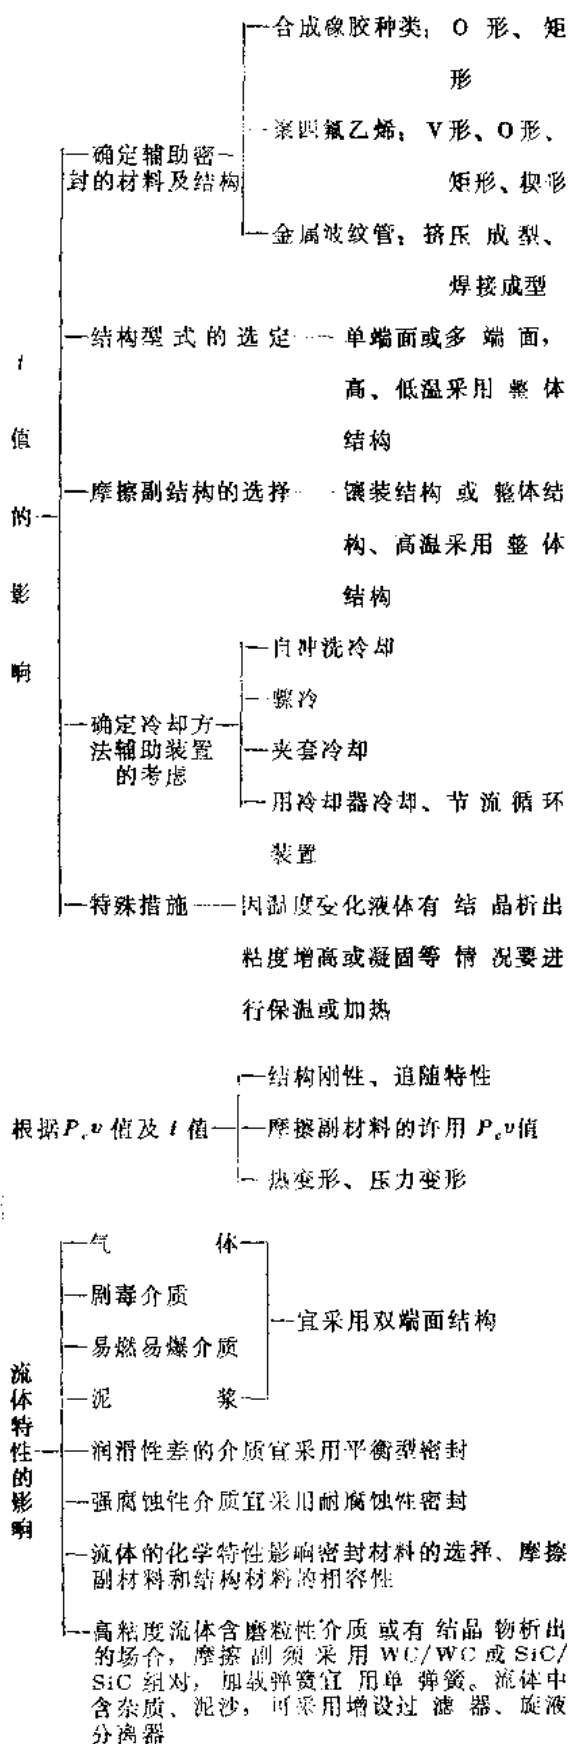 合成橡胶种类：O 形、矩
形
聚四氟乙烯：V形、O形、
矩形、楔形
确定辅助密
封的材料及结构
金属波纹管：挤压成型、
焊接成型
结构型式的选定
单端面或多端面，
高、低温采用整体
结构
t
值
的
影
响
摩擦副结构的选择
镶装结构或整体结
构、高温采用整体
结构
自冲洗冷却
确定冷却方
法辅助装置
的考虑
夹套冷却
用冷却器冷却、节流循环
装置
特殊措施
因温度变化液体有结晶析出
粘度增高或凝固等情况要进
行保温或加热
结构刚性、追随特性
根据Pcv值及t值
摩擦副材料的许用Pcv值
热变形、压力变形
气体
剧毒介质
宜采用双端面结构
易燃易爆介质
泥浆
流体特性的影响
润滑性差的介质宜采用平衡型密封
强腐蚀性介质宜采用耐腐蚀性密封
流体的化学特性影响密封材料的选择、摩擦
副材料和结构材料的相容性
高粘度流体含磨粒性介质或有结晶物析出
的场合，摩擦副须采用WC/WC或SiC/
SiC组对，加载弹簧宜用单弹簧。流体中
含杂质、泥沙，可采用增设过滤器、旋液
分离器